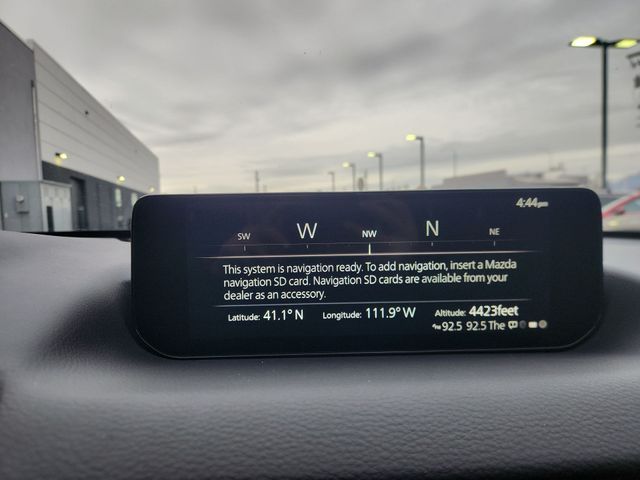 4:44pm
SW W NW N NE
This system is navigation ready. To add navigation, insert a Mazda
navigation SD card. Navigation SD cards are available from your
dealer as an accessory.
Latitude: 41.1° N Longitude: 111.9° W Altitude: 4423feet
92.5 92.5 The